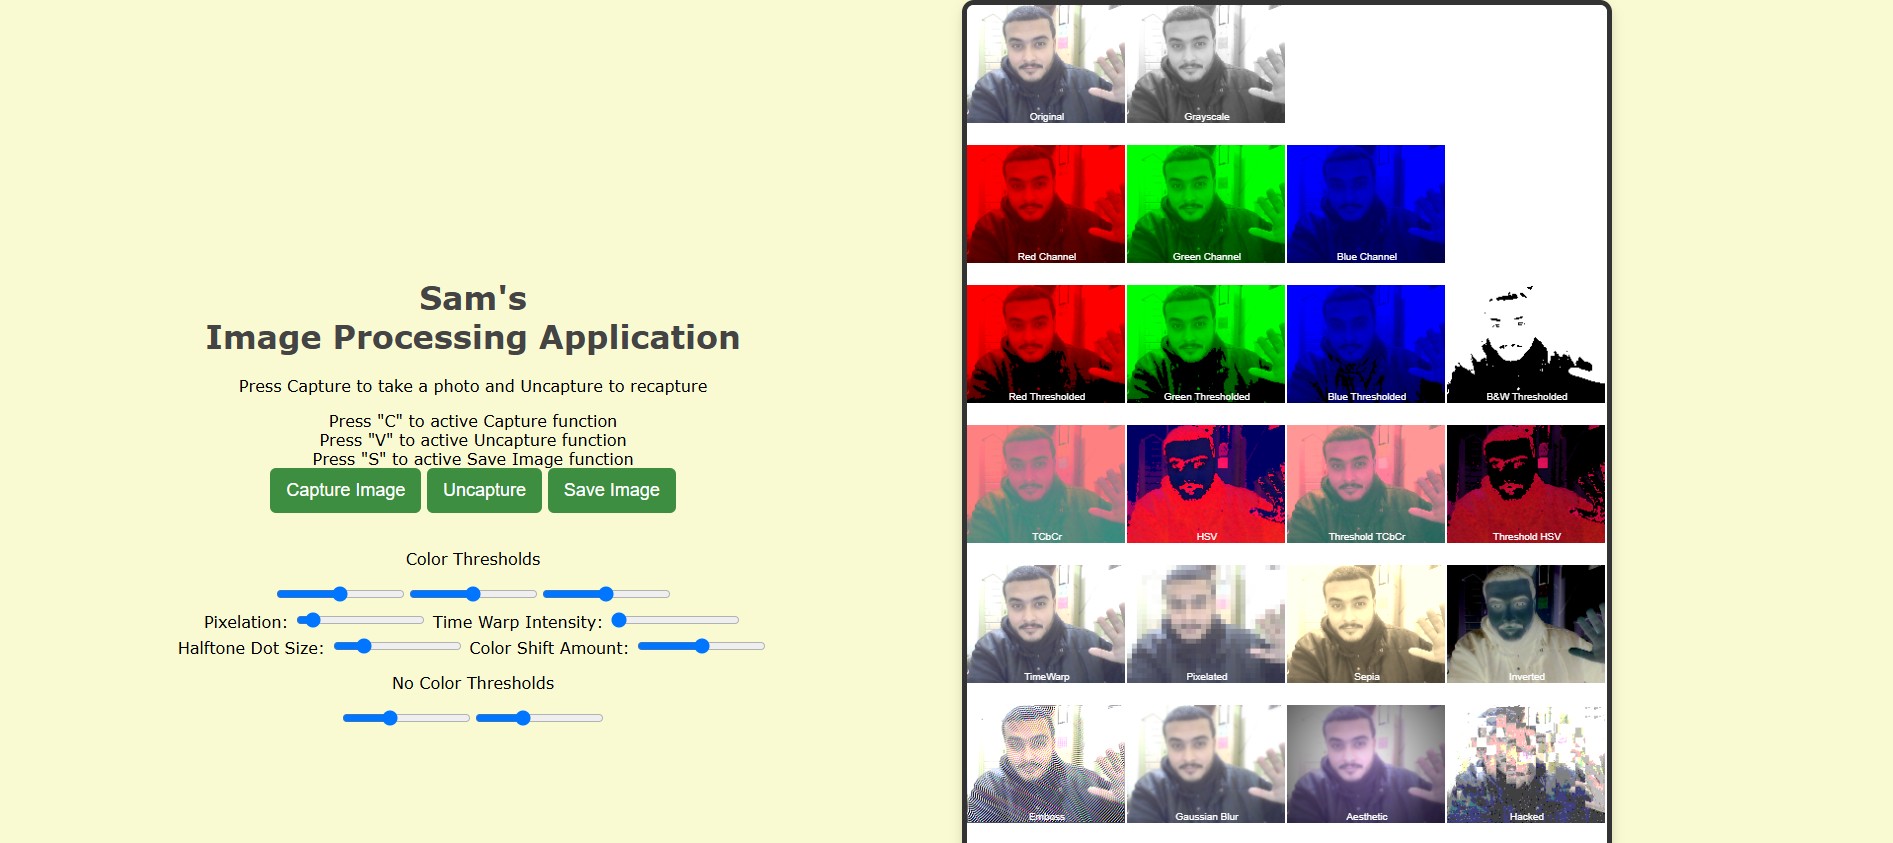 Sam's
Image Processing Application
Press Capture to take a photo and Uncapture to recapture
Press "C" to active Capture function
Press "V" to active Uncapture function
Press "S" to active Save Image function
Capture Image Uncapture Save Image
Color Thresholds
Pixelation: Time Warp Intensity:
Halftone Dot Size: Color Shift Amount:
No Color Thresholds
Original Grayscale
Red Channel Green Channel Blue Channel
Red Thresholded Green Thresholded Blue Thresholded B&W Thresholded
TCbCr HSV Threshold TCbCr Threshold HSV
TimeWarp Pixelated Sepia Inverted
Emboss Gaussian Blur Aesthetic Hacked